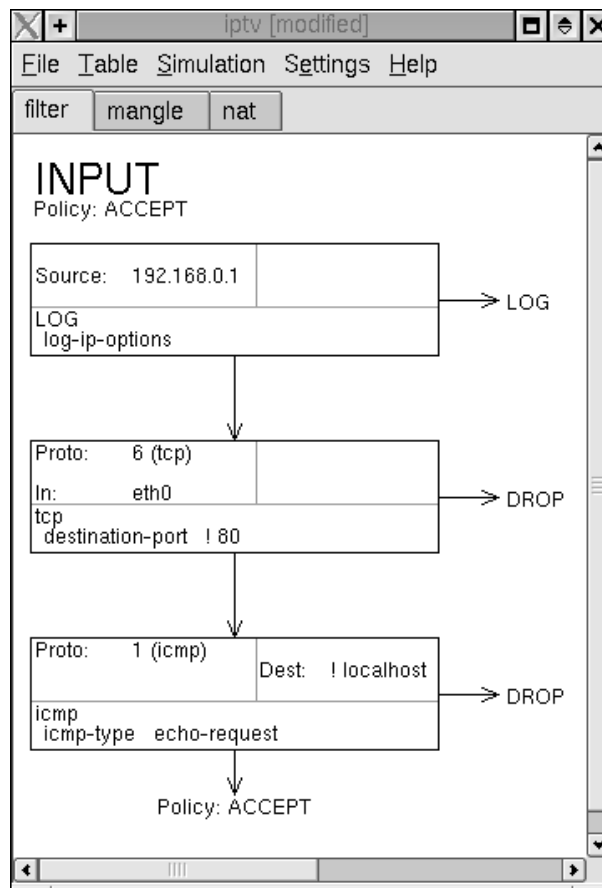 iptv [modified]
File Table Simulation Settings Help
filter mangle nat
INPUT
Policy: ACCEPT
Source: 192.168.0.1
LOG
LOG
log-ip-options
Proto: 6 (tcp)
In: eth0
DROP
tcp
destination-port ! 80
Proto: 1 (icmp)
Dest: ! localhost
DROP
icmp
icmp-type echo-request
Policy: ACCEPT